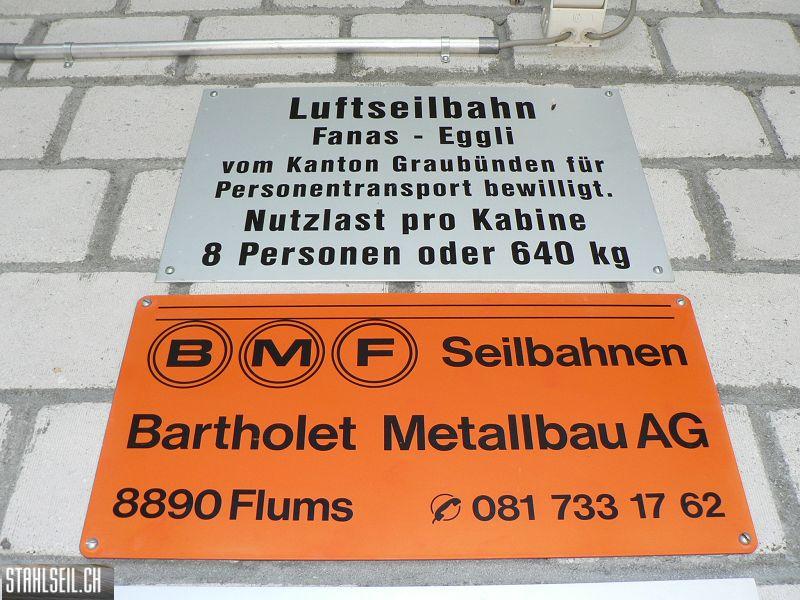 Luftseilbahn
Fanas - Eggli
vom Kanton Graubünden für
Personentransport bewilligt.
Nutzlast pro Kabine
8 Personen oder 640 kg
B M F Seilbahnen
Bartholet Metallbau AG
8890 Flums ✆ 081 733 17 62
STAHLSEIL.CH